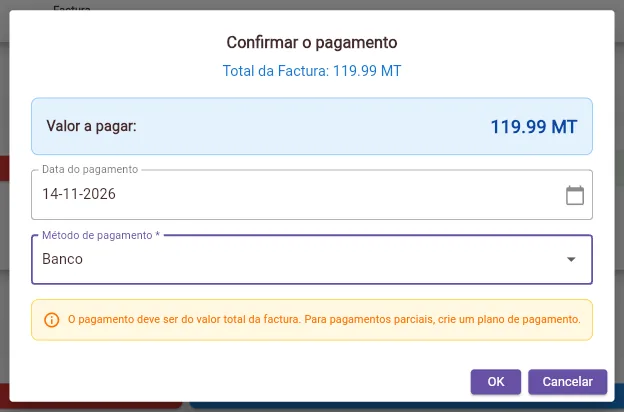 Factura
Confirmar o pagamento
Total da Factura: 119.99 MT
Valor a pagar: 119.99 MT
Data do pagamento
14-11-2026
Método de pagamento *
Banco
O pagamento deve ser do valor total da factura. Para pagamentos parciais, crie um plano de pagamento.
OK Cancelar